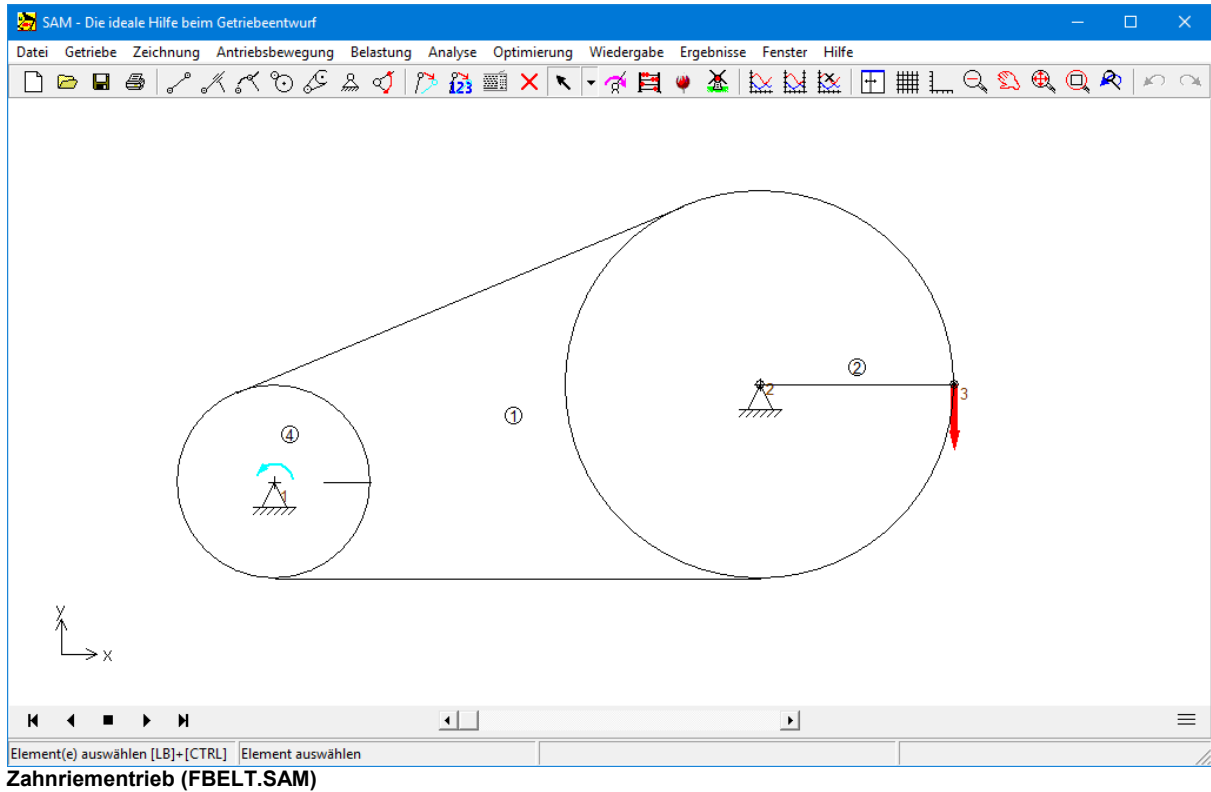 SAM - Die ideale Hilfe beim Getriebeentwurf
Datei Getriebe Zeichnung Antriebsbewegung Belastung Analyse Optimierung Wiedergabe Ergebnisse Fenster Hilfe
123
2
2
3
1
4
1
y
x
Element(e) auswählen [LB]+[CTRL] Element auswählen
Zahnriementrieb (FBELT.SAM)